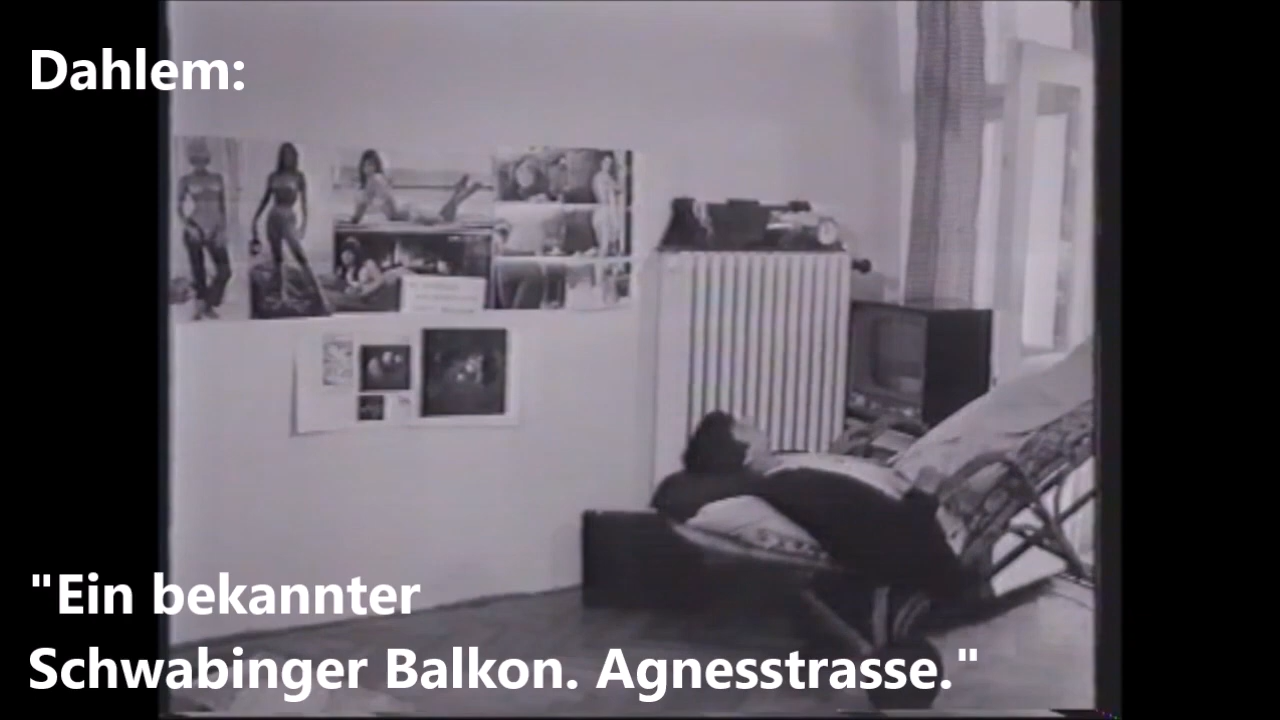 Dahlem:
"Ein bekannter
Schwabinger Balkon. Agnesstrasse."